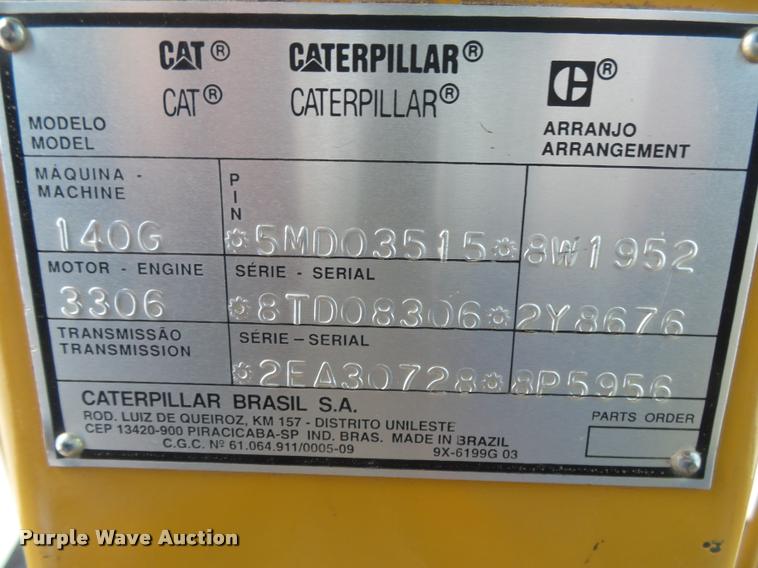 CAT® CATERPILLAR® C®
CAT® CATERPILLAR®
MODELO
MODEL
ARRANJO
ARRANGEMENT
MÁQUINA -
MACHINE
PIN
140G *5MD03515* 8W1952
MOTOR - ENGINE SÉRIE - SERIAL
3306 *8TD08306* 2Y8676
TRANSMISSÃO
TRANSMISSION
SÉRIE - SERIAL
*2EA30728* 8P5956
CATERPILLAR BRASIL S.A.
ROD. LUIZ DE QUEIROZ, KM 157 - DISTRITO UNILESTE
CEP 13420-900 PIRACICABA-SP IND. BRAS. MADE IN BRAZIL
C.G.C. Nº 61.064.911/0005-09 9X-6199G 03
PARTS ORDER
Purple Wave Auction